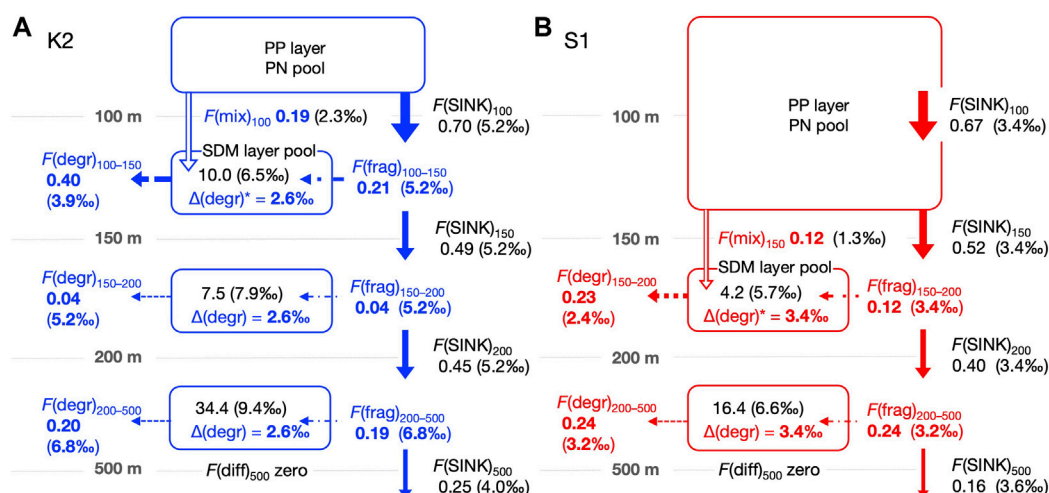 A K2
PP layer
PN pool
100 m
F(SINK)100
0.70 (5.2‰)
F(mix)100 0.19 (2.3‰)
SDM layer pool
F(degr)100–150
0.40
(3.9‰)
10.0 (6.5‰)
Δ(degr)* = 2.6‰
F(frag)100–150
0.21 (5.2‰)
150 m
F(SINK)150
0.49 (5.2‰)
F(degr)150–200
0.04
(5.2‰)
7.5 (7.9‰)
Δ(degr) = 2.6‰
F(frag)150–200
0.04 (5.2‰)
200 m
F(SINK)200
0.45 (5.2‰)
F(degr)200–500
0.20
(6.8‰)
34.4 (9.4‰)
Δ(degr) = 2.6‰
F(frag)200–500
0.19 (6.8‰)
500 m
F(diff)500 zero
F(SINK)500
0.25 (4.0‰)
B S1
PP layer
PN pool
100 m
F(SINK)100
0.67 (3.4‰)
150 m
F(mix)150 0.12 (1.3‰)
F(SINK)150
0.52 (3.4‰)
SDM layer pool
F(degr)150–200
0.23
(2.4‰)
4.2 (5.7‰)
Δ(degr)* = 3.4‰
F(frag)150–200
0.12 (3.4‰)
200 m
F(SINK)200
0.40 (3.4‰)
F(degr)200–500
0.24
(3.2‰)
16.4 (6.6‰)
Δ(degr) = 3.4‰
F(frag)200–500
0.24 (3.2‰)
500 m
F(diff)500 zero
F(SINK)500
0.16 (3.6‰)